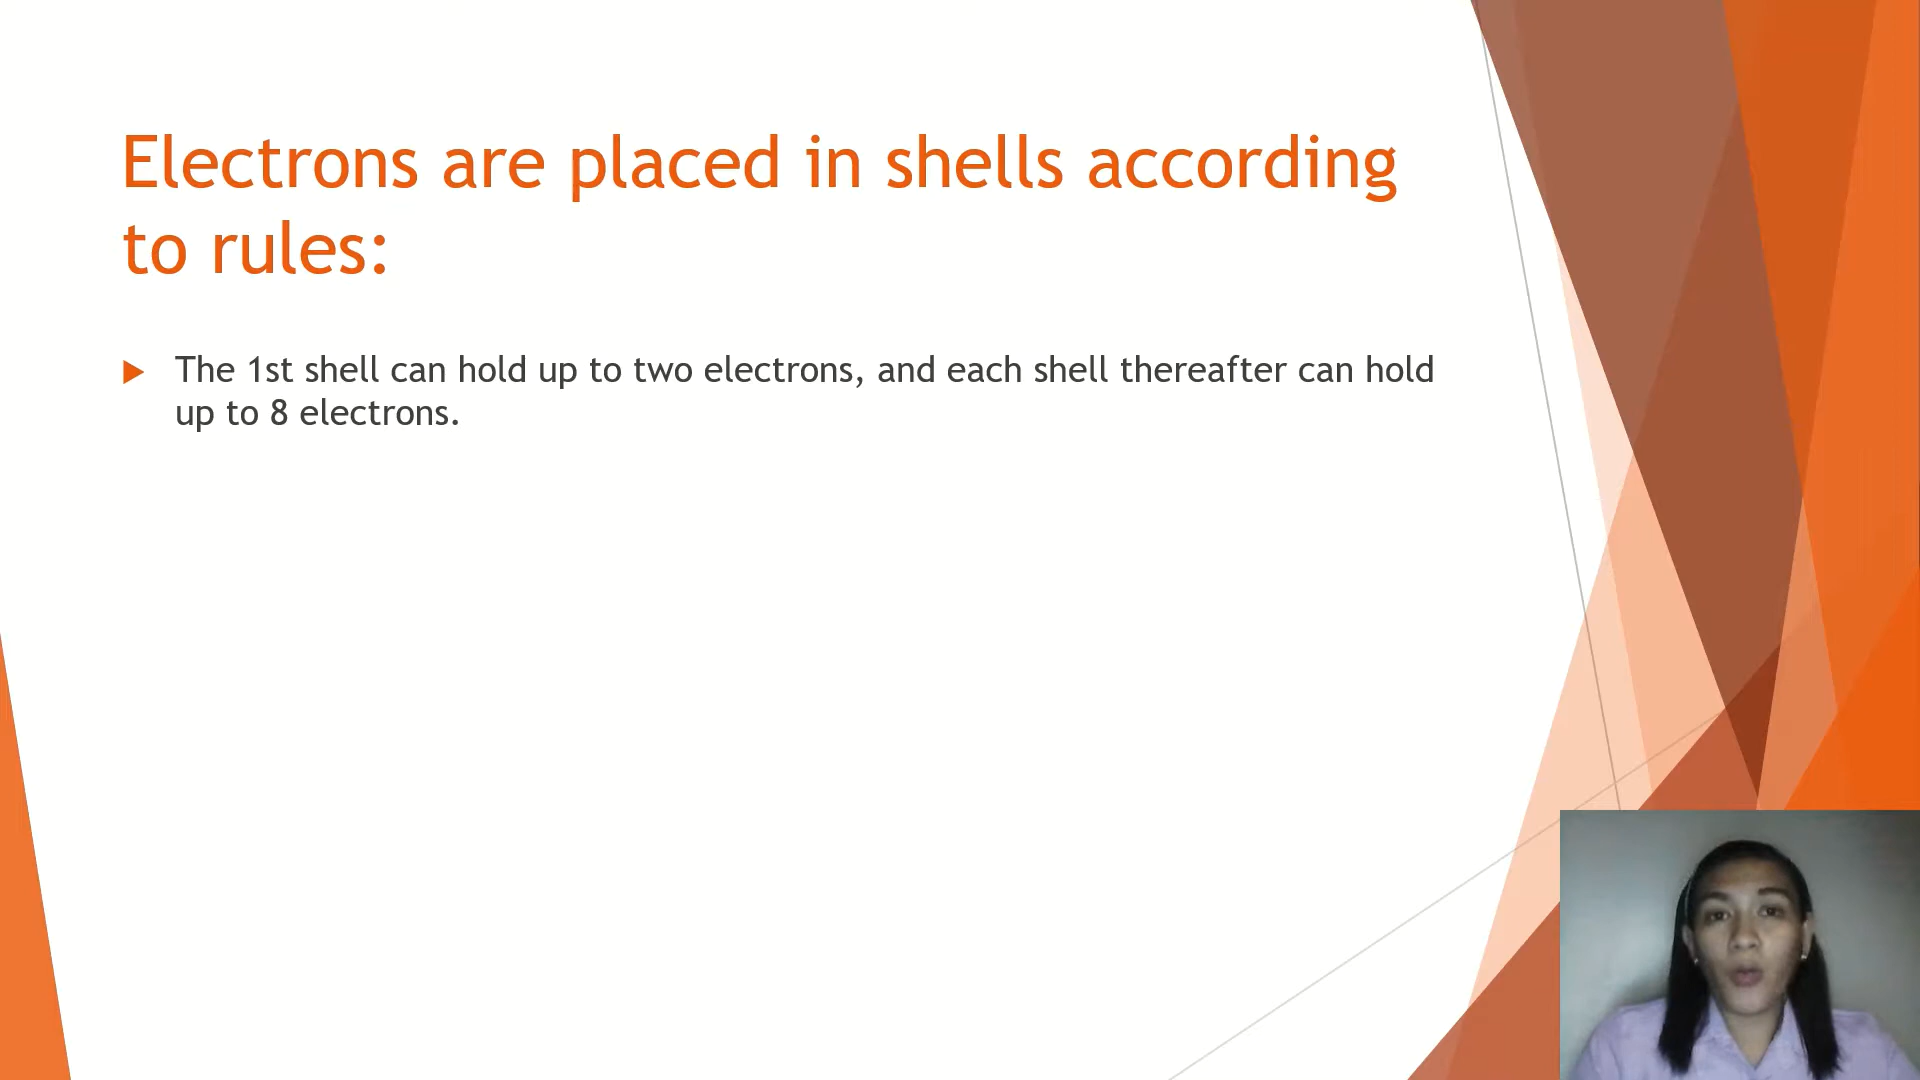 Electrons are placed in shells according
to rules:
The 1st shell can hold up to two electrons, and each shell thereafter can hold
up to 8 electrons.